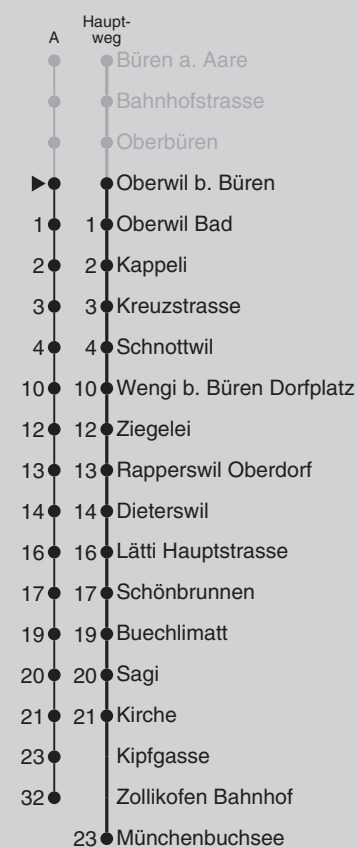 A Haupt-
weg
Büren a. Aare
Bahnhofstrasse
Oberbüren
Oberwil b. Büren
1 1 Oberwil Bad
2 2 Kappeli
3 3 Kreuzstrasse
4 4 Schnottwil
10 10 Wengi b. Büren Dorfplatz
12 12 Ziegelei
13 13 Rapperswil Oberdorf
14 14 Dieterswil
16 16 Lätti Hauptstrasse
17 17 Schönbrunnen
19 19 Buechlimatt
20 20 Sagi
21 21 Kirche
23 Kipfgasse
32 Zollikofen Bahnhof
23 Münchenbuchsee